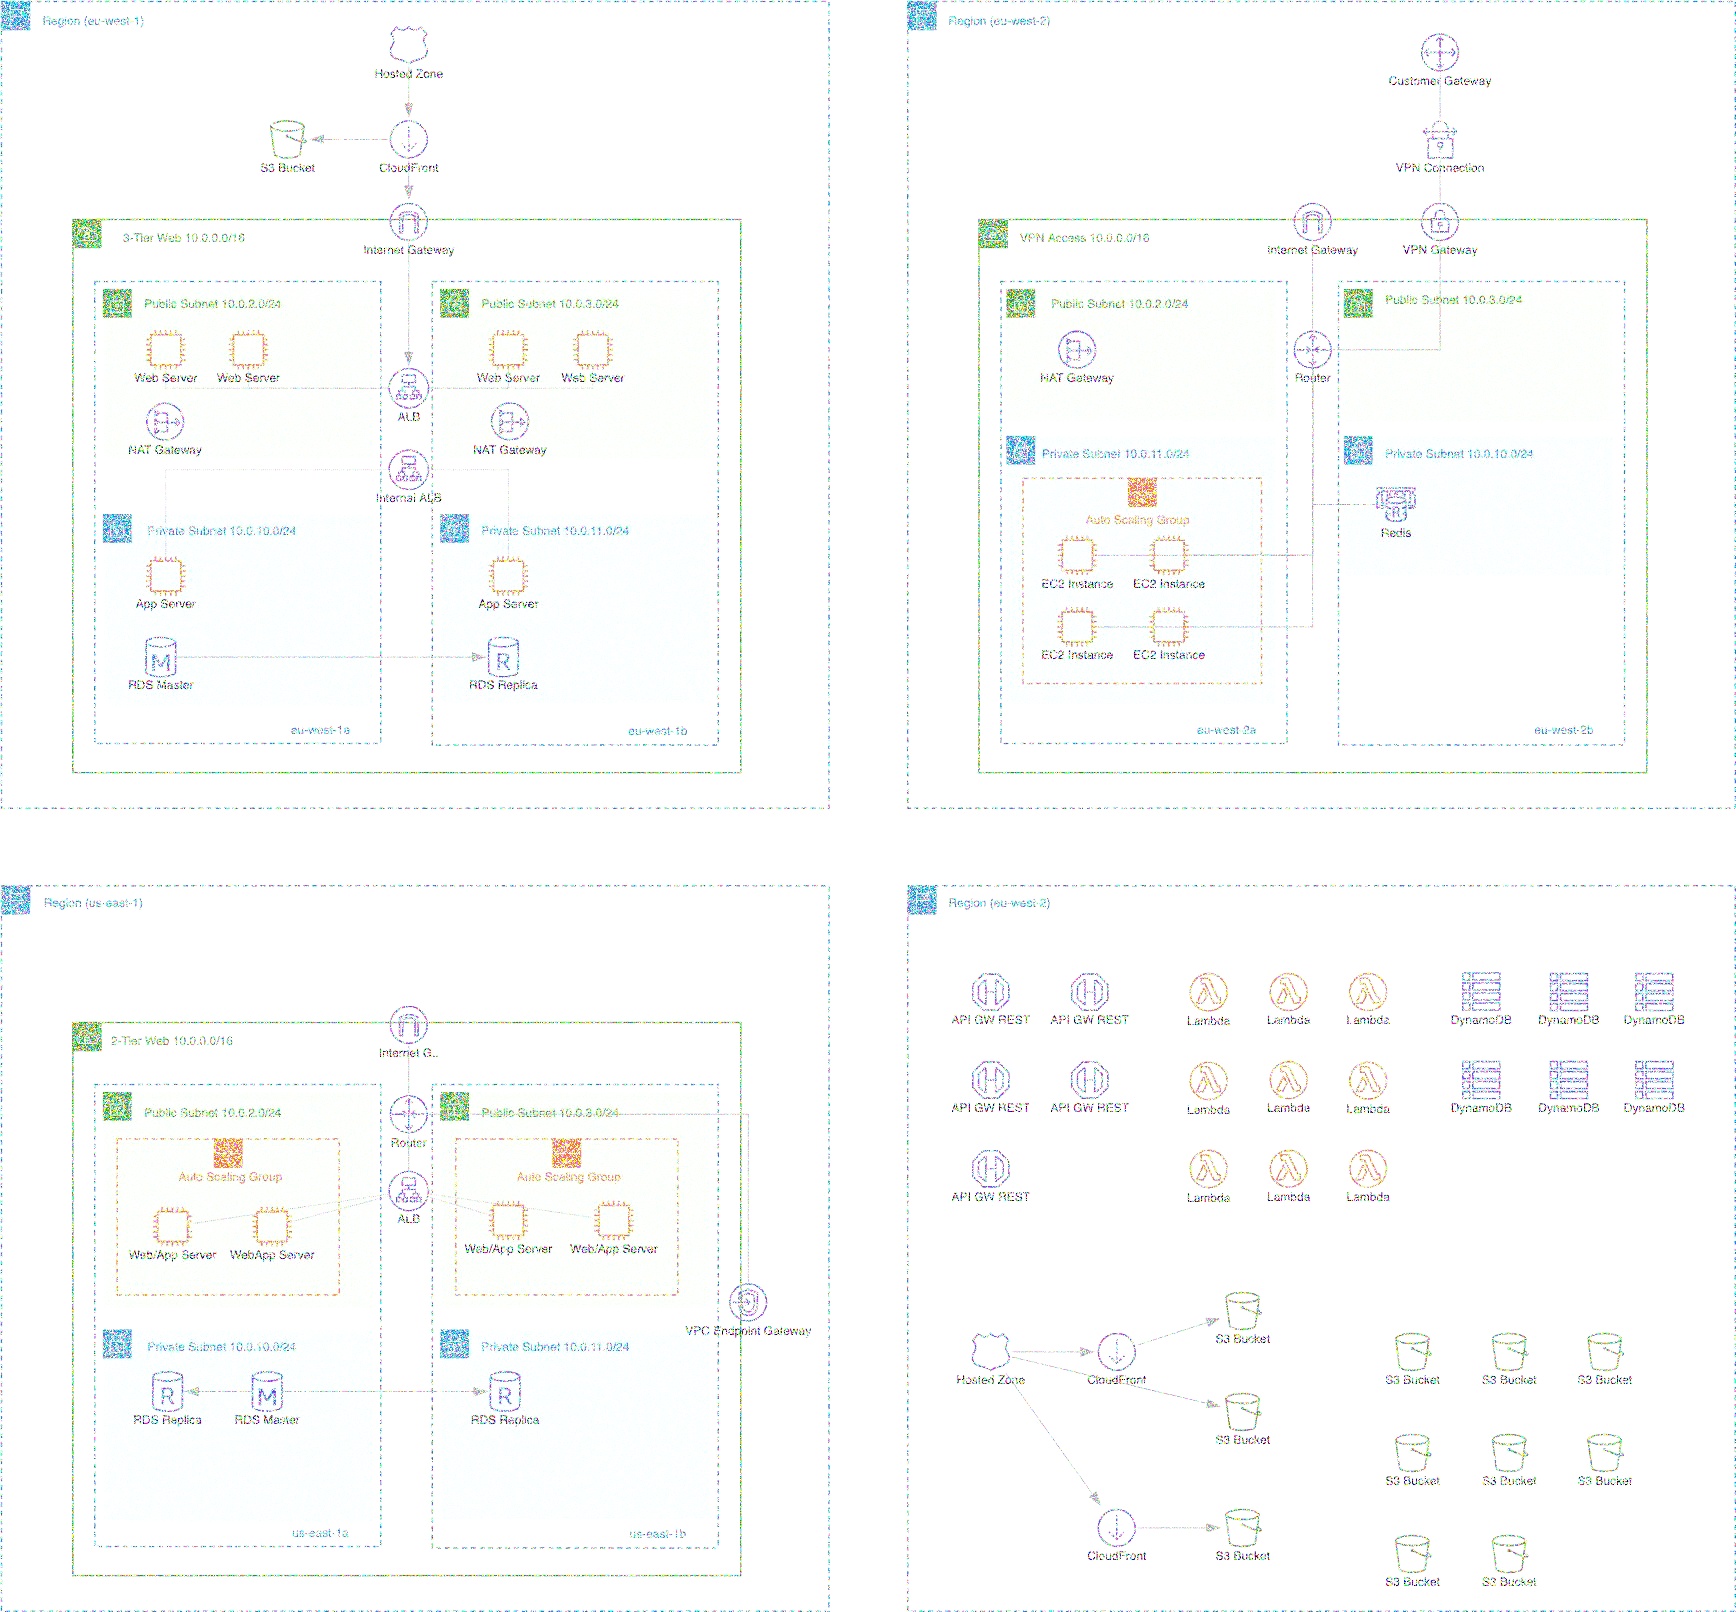 Region (eu-west-1)
Hosted Zone
S3 Bucket
CloudFront
Internet Gateway
3-Tier Web 10.0.0.0/16
Public Subnet 10.0.2.0/24
Public Subnet 10.0.3.0/24
Web Server
Web Server
Web Server
Web Server
ALB
NAT Gateway
NAT Gateway
Internal ALB
Private Subnet 10.0.10.0/24
Private Subnet 10.0.11.0/24
App Server
App Server
M
R
RDS Master
RDS Replica
eu-west-1a
eu-west-1b
Region (eu-west-2)
Customer Gateway
VPN Connection
Internet Gateway
VPN Gateway
VPN Access 10.0.0.0/16
Public Subnet 10.0.2.0/24
Public Subnet 10.0.3.0/24
NAT Gateway
Router
Private Subnet 10.0.11.0/24
Private Subnet 10.0.10.0/24
Auto Scaling Group
R
Redis
EC2 Instance
EC2 Instance
EC2 Instance
EC2 Instance
eu-west-2a
eu-west-2b
Region (us-east-1)
Internet G..
2-Tier Web 10.0.0.0/16
Public Subnet 10.0.2.0/24
Public Subnet 10.0.3.0/24
Router
Auto Scaling Group
Auto Scaling Group
ALB
Web/App Server
WebApp Server
Web/App Server
Web/App Server
VPC Endpoint Gateway
Private Subnet 10.0.10.0/24
Private Subnet 10.0.11.0/24
R
M
R
RDS Replica
RDS Master
RDS Replica
us-east-1a
us-east-1b
Region (eu-west-2)
API GW REST
API GW REST
Lambda
Lambda
Lambda
DynamoDB
DynamoDB
DynamoDB
API GW REST
API GW REST
Lambda
Lambda
Lambda
DynamoDB
DynamoDB
DynamoDB
API GW REST
Lambda
Lambda
Lambda
S3 Bucket
Hosted Zone
CloudFront
S3 Bucket
S3 Bucket
S3 Bucket
S3 Bucket
S3 Bucket
S3 Bucket
S3 Bucket
CloudFront
S3 Bucket
S3 Bucket
S3 Bucket